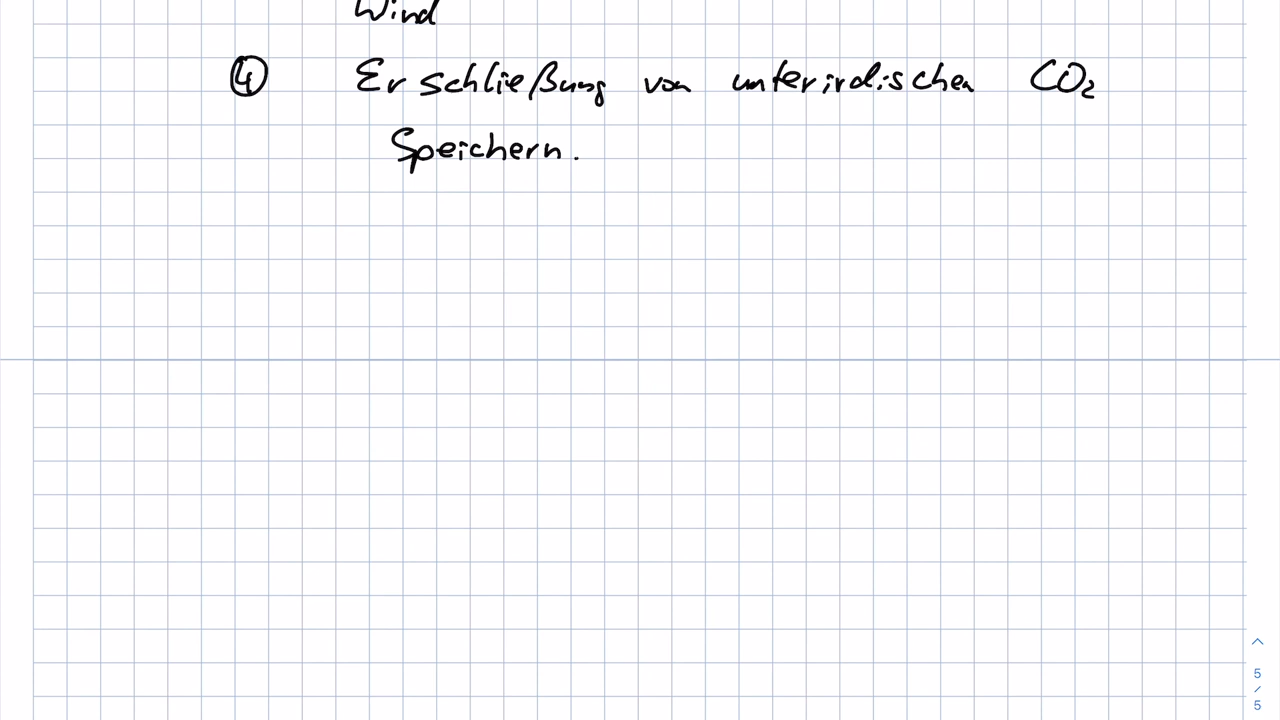 Wind
④ Erschließung von unterirdischen CO₂
Speichern.
5
/
5